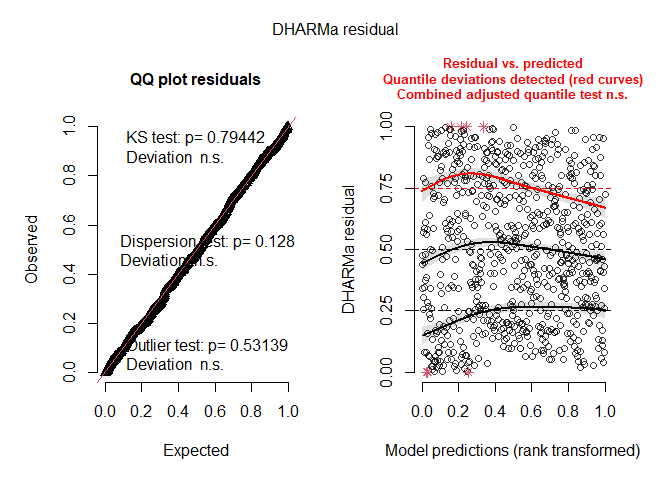 DHARMa residual
QQ plot residuals
KS test: p= 0.79442
Deviation n.s.
Dispersion test: p= 0.128
Deviation n.s.
Outlier test: p= 0.53139
Deviation n.s.
Observed
0.0 0.2 0.4 0.6 0.8 1.0
0.0 0.2 0.4 0.6 0.8 1.0
Expected
Residual vs. predicted
Quantile deviations detected (red curves)
Combined adjusted quantile test n.s.
DHARMa residual
0.00 0.25 0.50 0.75 1.00
0.0 0.2 0.4 0.6 0.8 1.0
Model predictions (rank transformed)